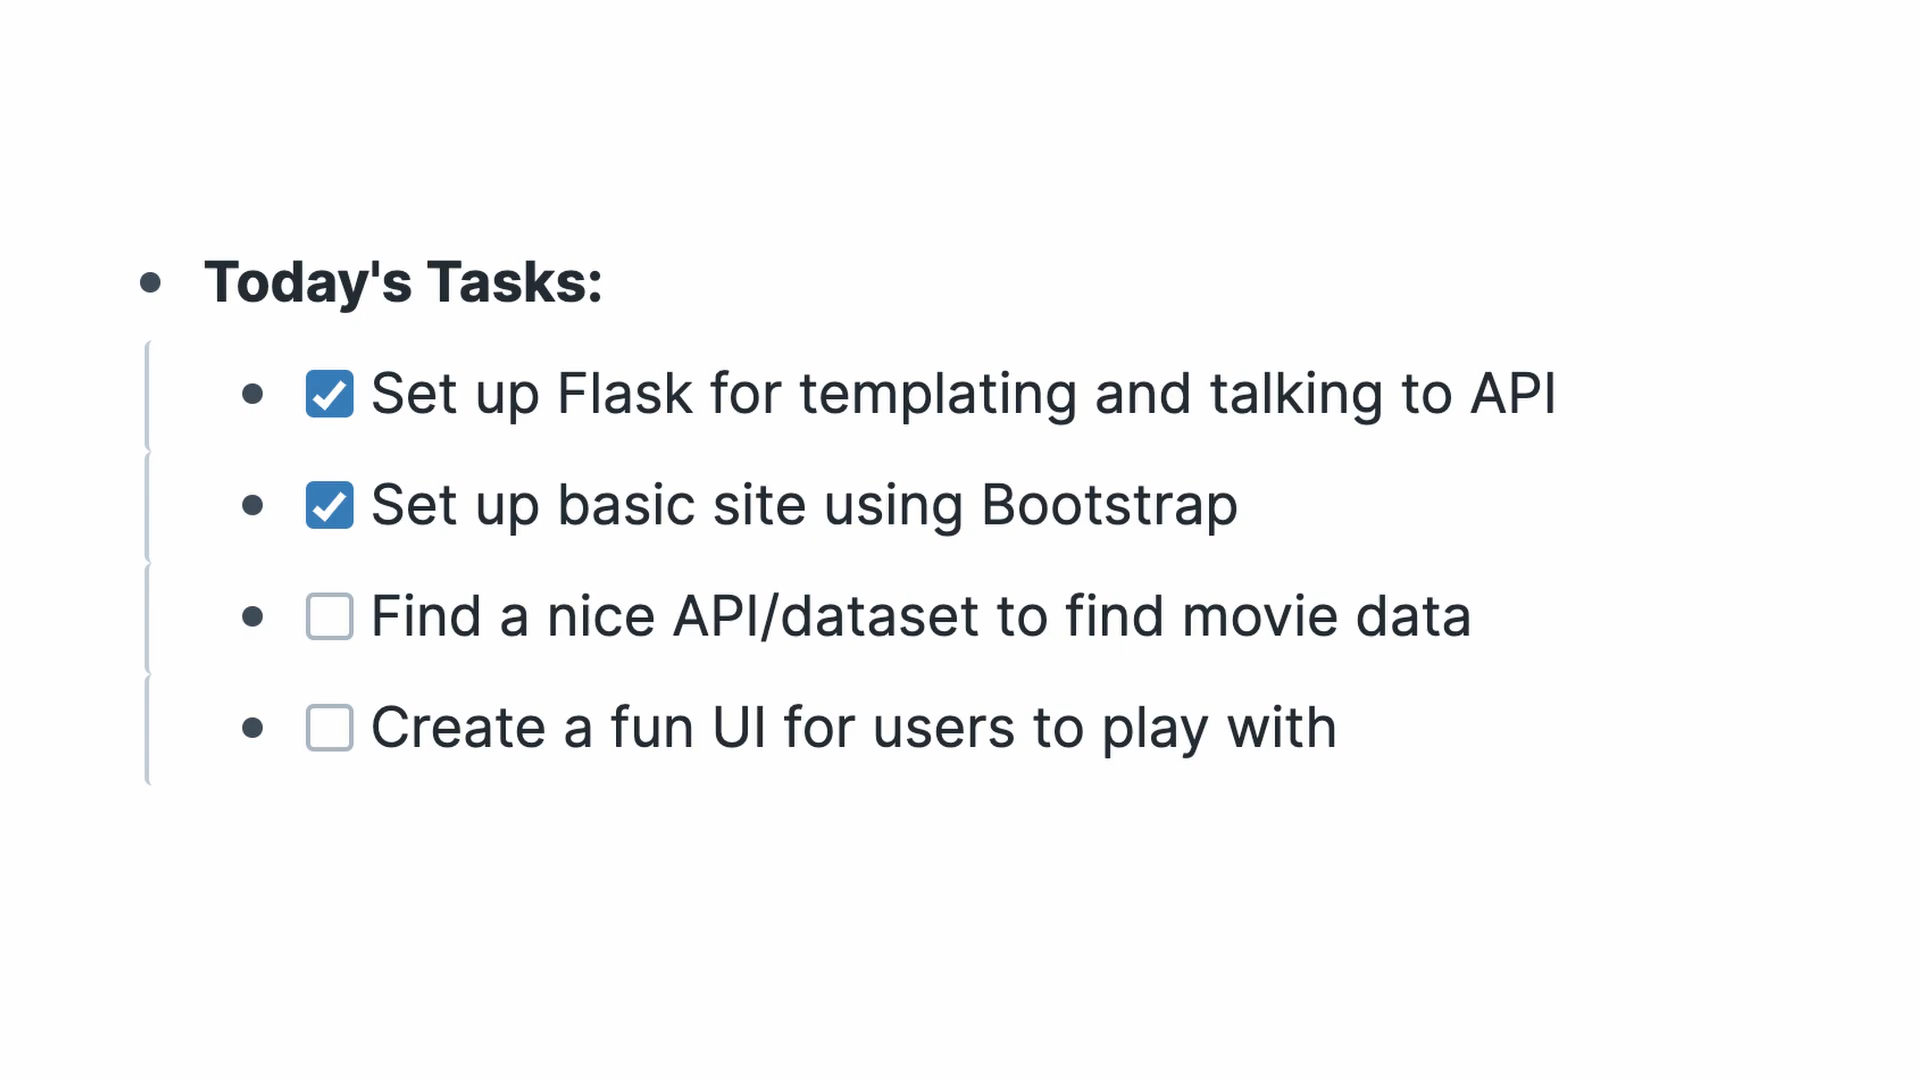 Today's Tasks:
Set up Flask for templating and talking to API
Set up basic site using Bootstrap
Find a nice API/dataset to find movie data
Create a fun UI for users to play with